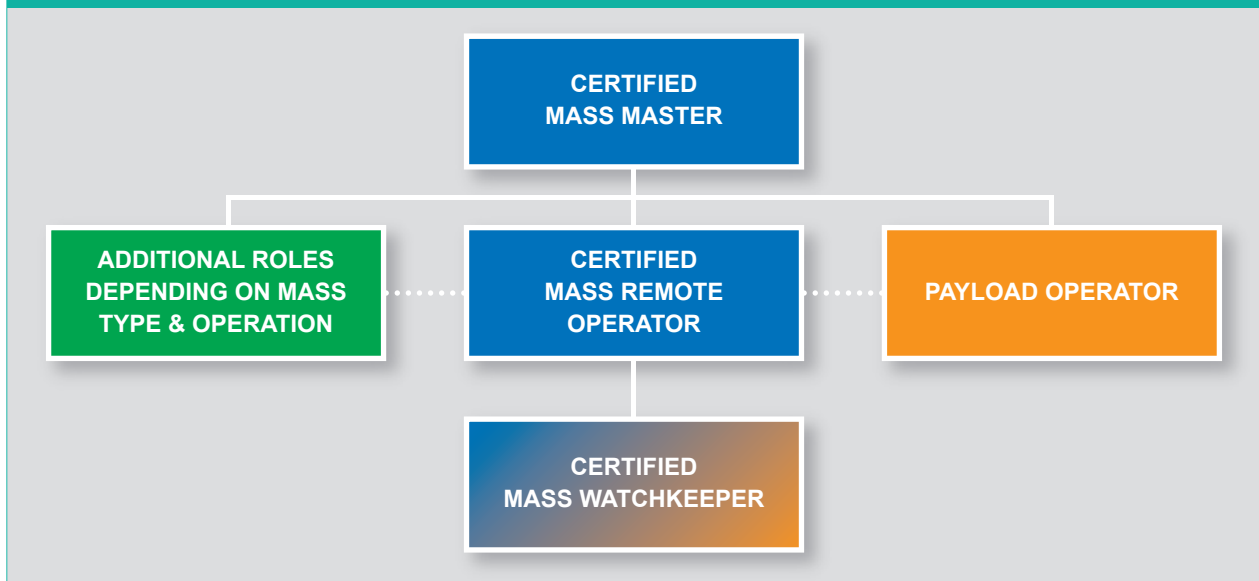 CERTIFIED
MASS MASTER
ADDITIONAL ROLES
DEPENDING ON MASS
TYPE & OPERATION
CERTIFIED
MASS REMOTE
OPERATOR
PAYLOAD OPERATOR
CERTIFIED
MASS WATCHKEEPER